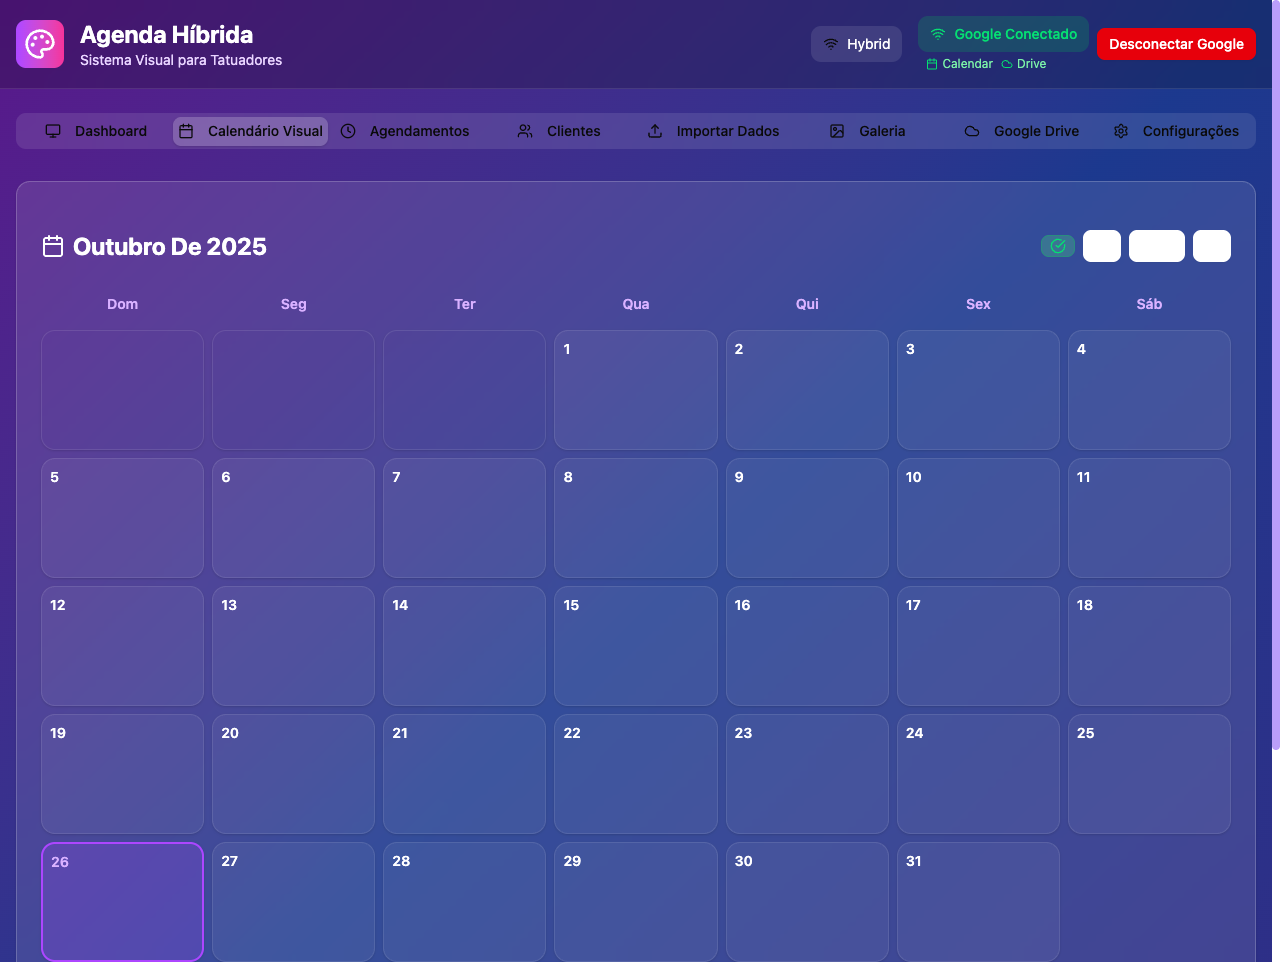 Agenda Híbrida
Sistema Visual para Tatuadores
Hybrid
Google Conectado
Calendar Drive
Desconectar Google
Dashboard Calendário Visual Agendamentos Clientes Importar Dados Galeria Google Drive Configurações
Outubro De 2025
Dom Seg Ter Qua Qui Sex Sáb
1 2 3 4
5 6 7 8 9 10 11
12 13 14 15 16 17 18
19 20 21 22 23 24 25
26 27 28 29 30 31